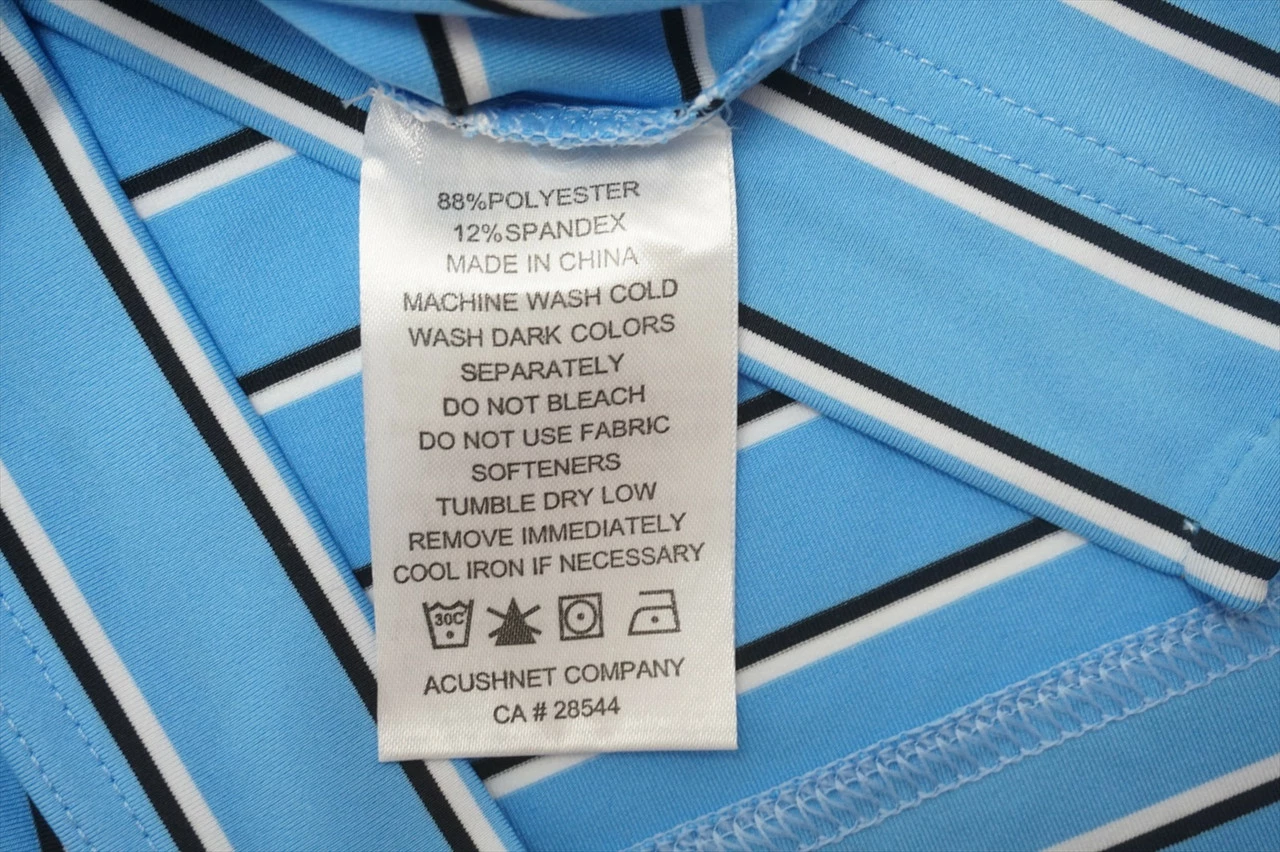 88%POLYESTER
12%SPANDEX
MADE IN CHINA
MACHINE WASH COLD
WASH DARK COLORS
SEPARATELY
DO NOT BLEACH
DO NOT USE FABRIC
SOFTENERS
TUMBLE DRY LOW
REMOVE IMMEDIATELY
COOL IRON IF NECESSARY
30C
ACUSHNET COMPANY
CA # 28544